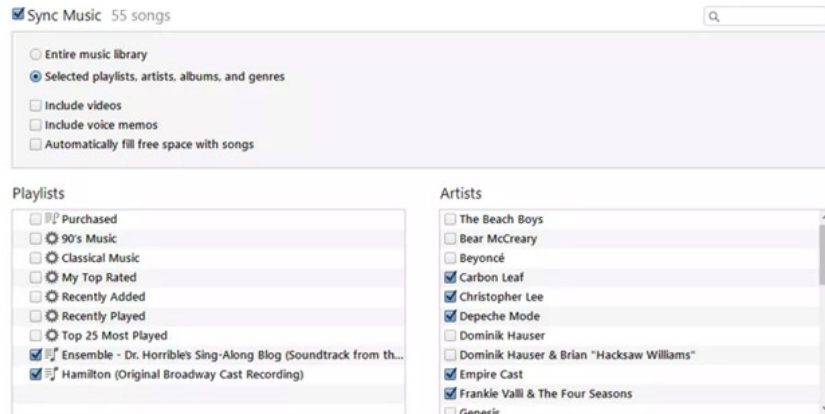 Sync Music 55 songs
Entire music library
Selected playlists, artists, albums, and genres
Include videos
Include voice memos
Automatically fill free space with songs
Playlists
Purchased
90's Music
Classical Music
My Top Rated
Recently Added
Recently Played
Top 25 Most Played
Ensemble - Dr. Horrible's Sing-Along Blog (Soundtrack from th...
Hamilton (Original Broadway Cast Recording)
Artists
The Beach Boys
Bear McCreary
Beyoncé
Carbon Leaf
Christopher Lee
Depeche Mode
Dominik Hauser
Dominik Hauser & Brian "Hacksaw Williams"
Empire Cast
Frankie Valli & The Four Seasons
Genesis